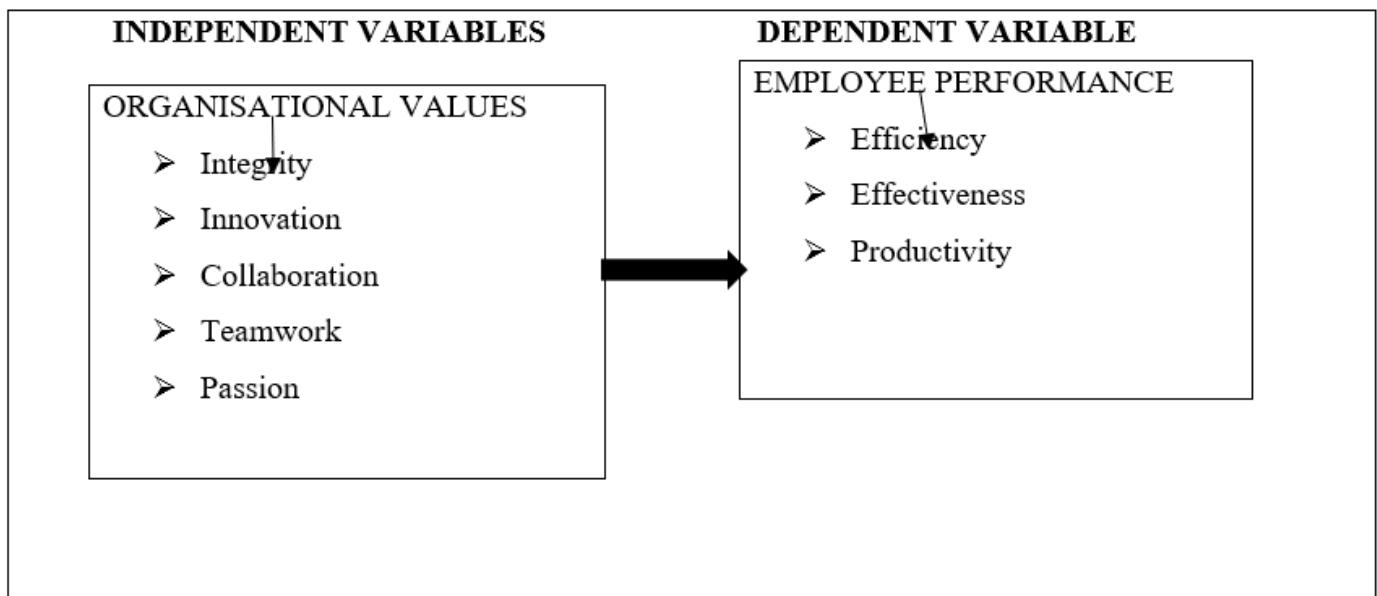 INDEPENDENT VARIABLES
DEPENDENT VARIABLE
ORGANISATIONAL VALUES
➢ Integrity
➢ Innovation
➢ Collaboration
➢ Teamwork
➢ Passion
EMPLOYEE PERFORMANCE
➢ Efficiency
➢ Effectiveness
➢ Productivity